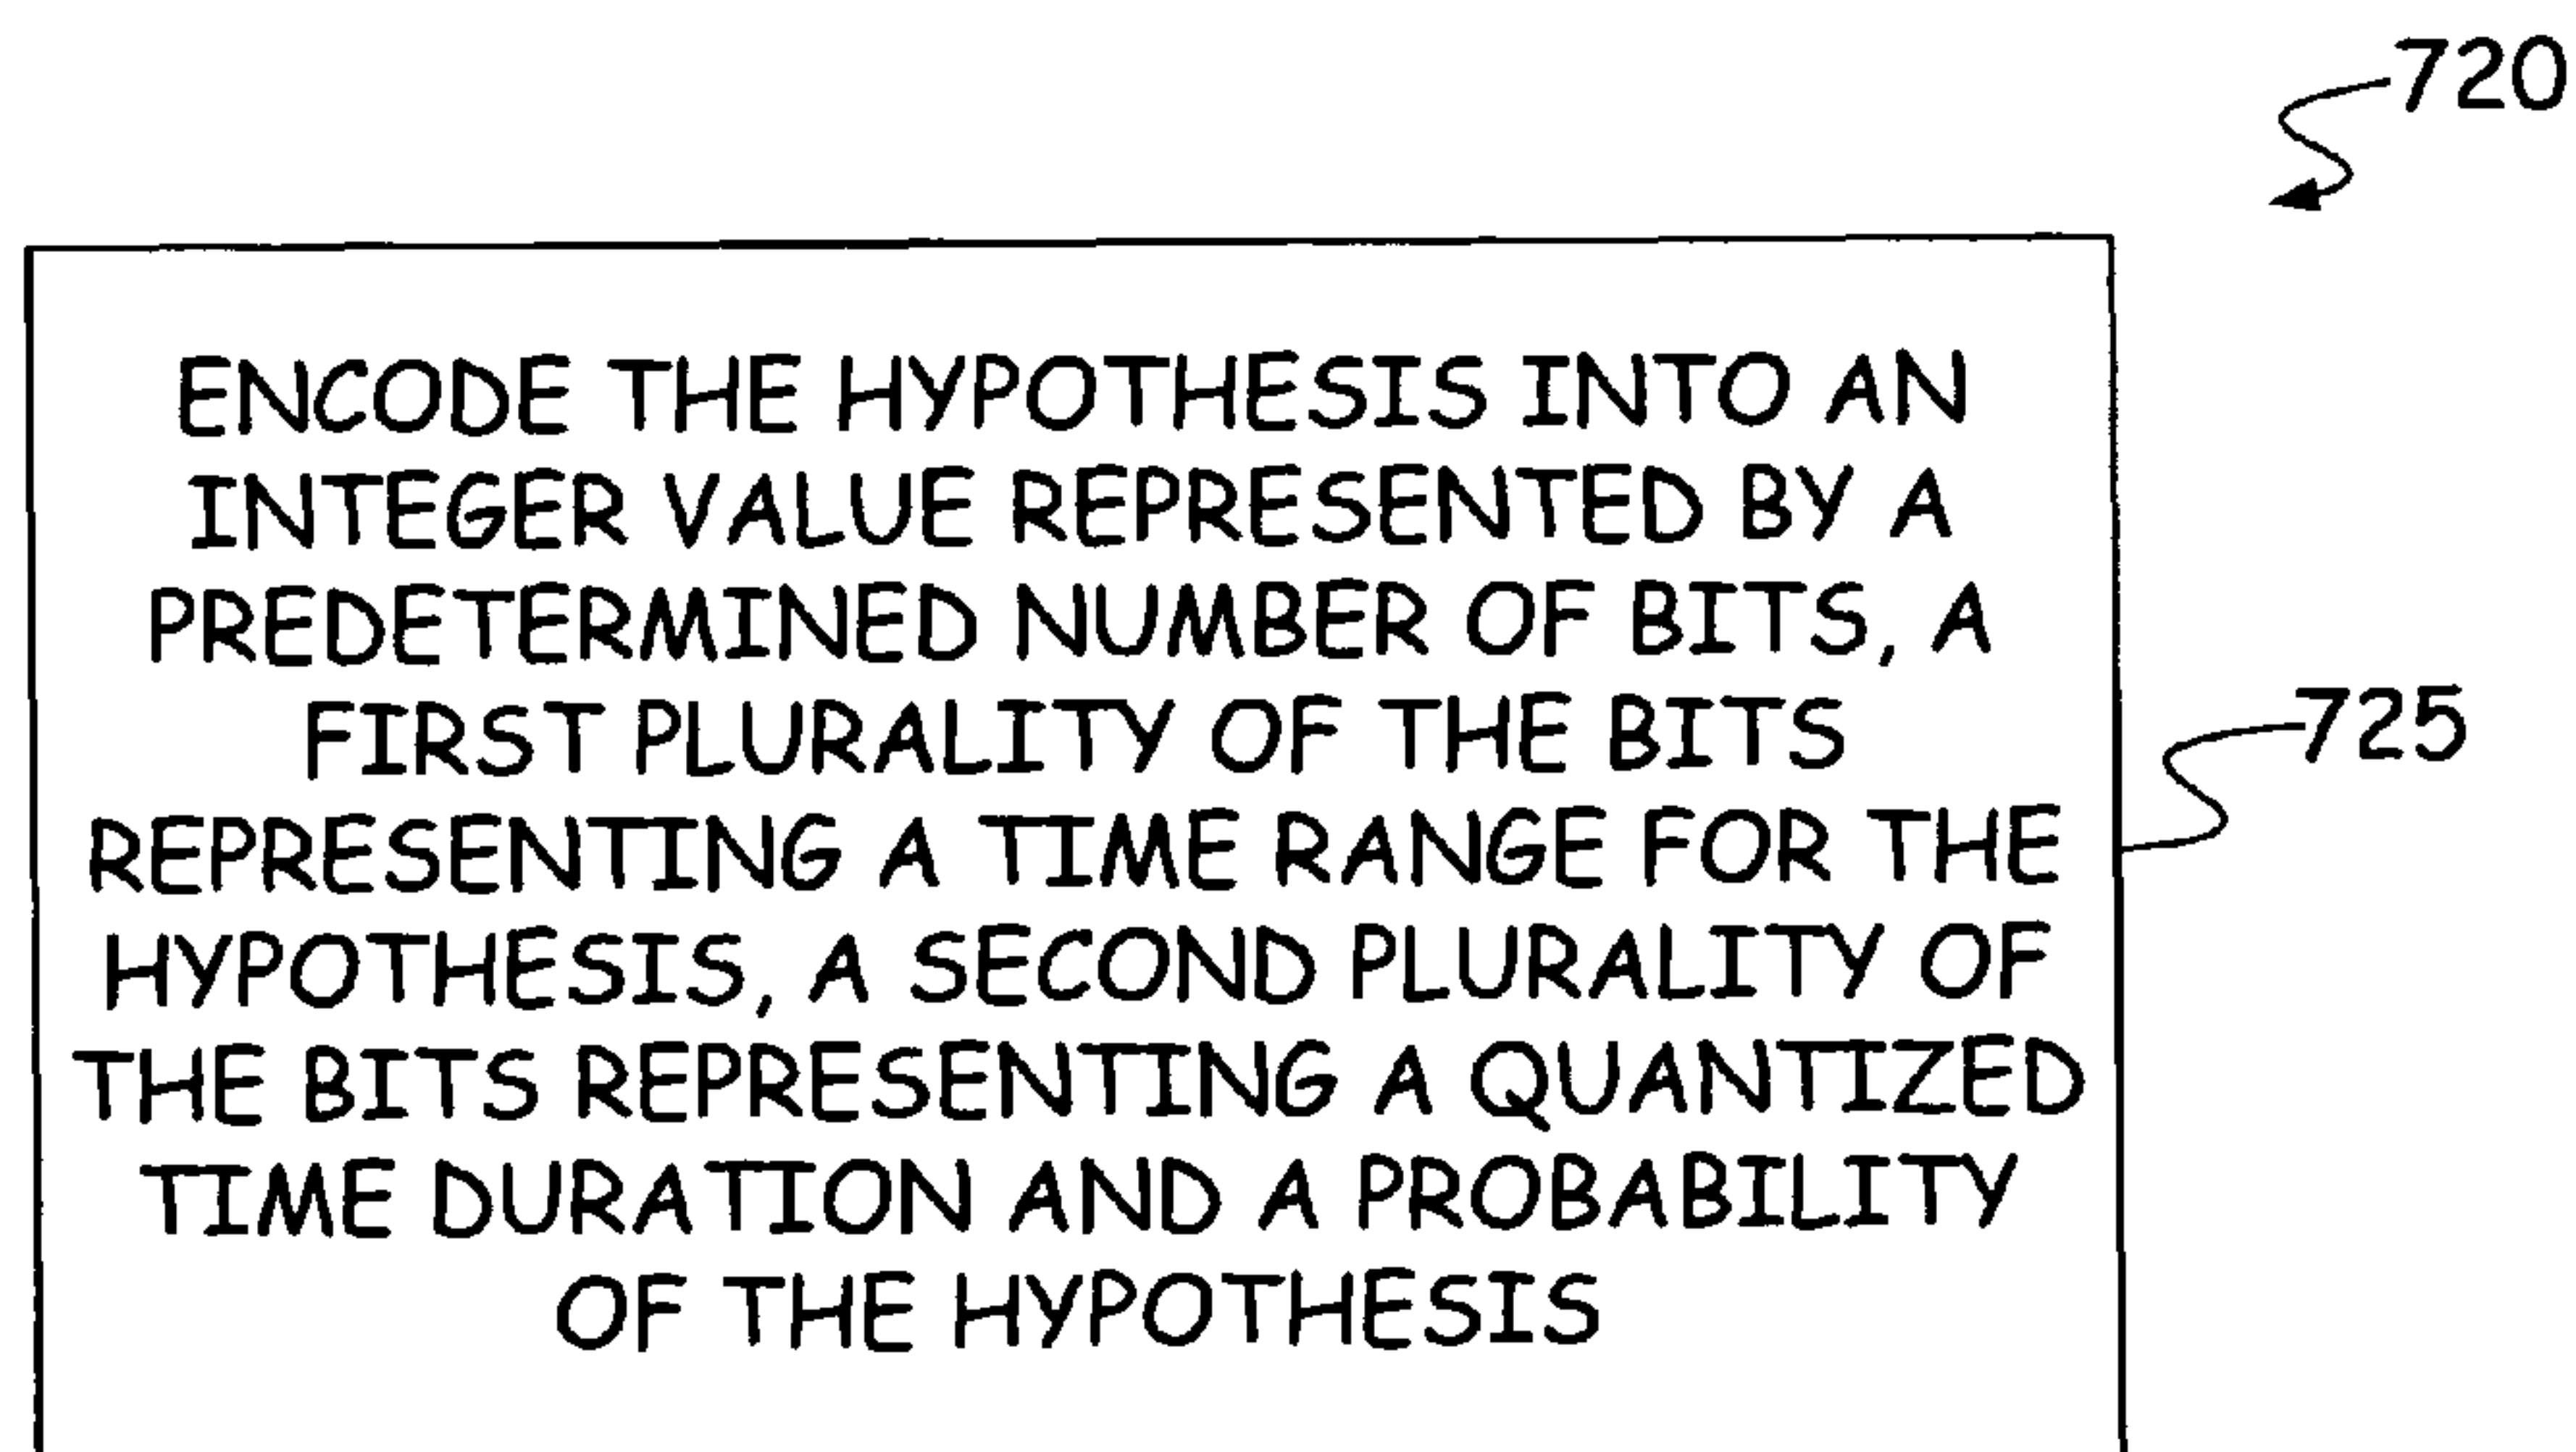 720
ENCODE THE HYPOTHESIS INTO AN
INTEGER VALUE REPRESENTED BY A
PREDETERMINED NUMBER OF BITS, A
FIRST PLURALITY OF THE BITS
725
REPRESENTING A TIME RANGE FOR THE
HYPOTHESIS, A SECOND PLURALITY OF
THE BITS REPRESENTING A QUANTIZED
TIME DURATION AND A PROBABILITY
OF THE HYPOTHESIS